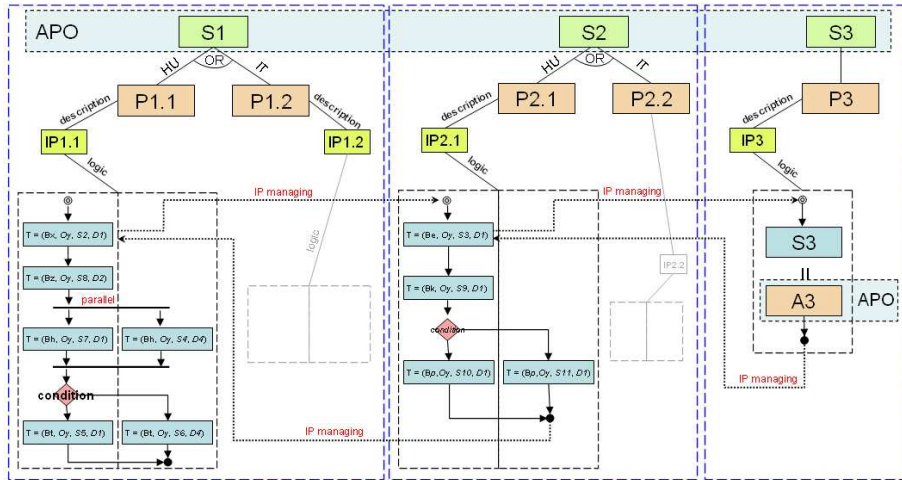 APO
S1
S2
S3
HU
OR
IT
HU
OR
IT
P1.1
P1.2
P2.1
P2.2
P3
description
description
description
description
IP1.1
IP1.2
IP2.1
IP3
logic
logic
logic
logic
IP managing
IP managing
T = (Bx, Oy, S2, D1)
T = (Be, Oy, S3, D1)
S3
IP2.2
T = (Bz, Oy, S8, D2)
T = (Bk, Oy, S9, D1)
=
parallel
A3
APO
T = (Bh, Oy, S7, D1)
T = (Bh, Oy, S4, D4)
condition
T = (Bp,Oy, S10, D1)
T = (Bp,Oy, S11, D1)
IP managing
condition
T = (Bt, Oy, S5, D1)
T = (Bt, Oy, S6, D4)
IP managing